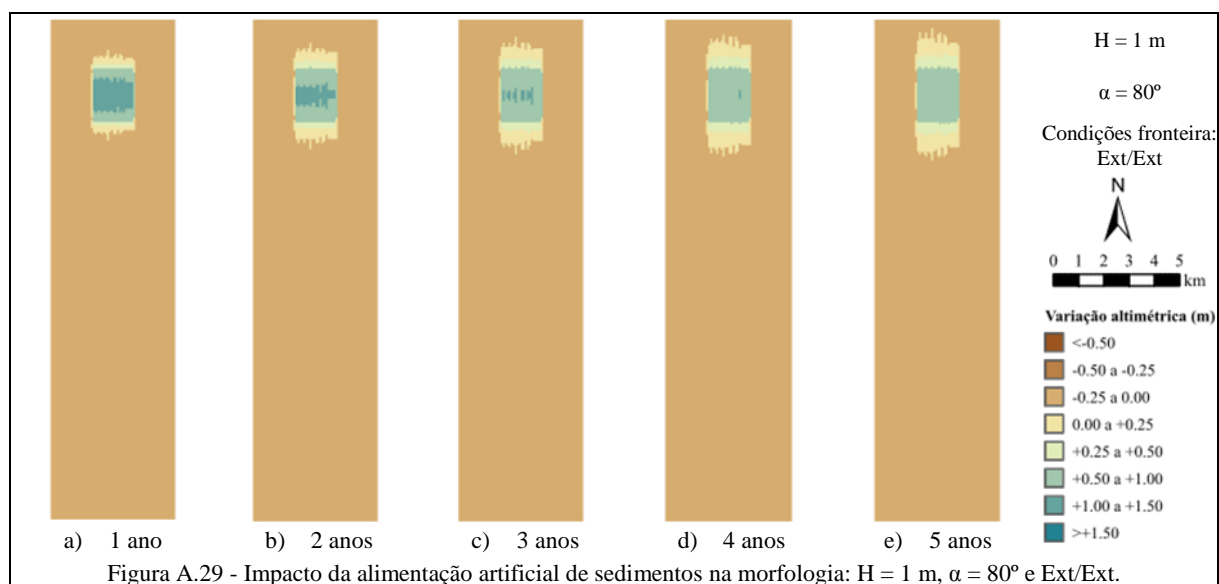 H = 1 m
α = 80º
Condições fronteira:
Ext/Ext
N
0 1 2 3 4 5
km
Variação altimétrica (m)
<-0.50
-0.50 a -0.25
-0.25 a 0.00
0.00 a +0.25
+0.25 a +0.50
+0.50 a +1.00
+1.00 a +1.50
>+1.50
a) 1 ano
b) 2 anos
c) 3 anos
d) 4 anos
e) 5 anos
Figura A.29 - Impacto da alimentação artificial de sedimentos na morfologia: H = 1 m, α = 80º e Ext/Ext.